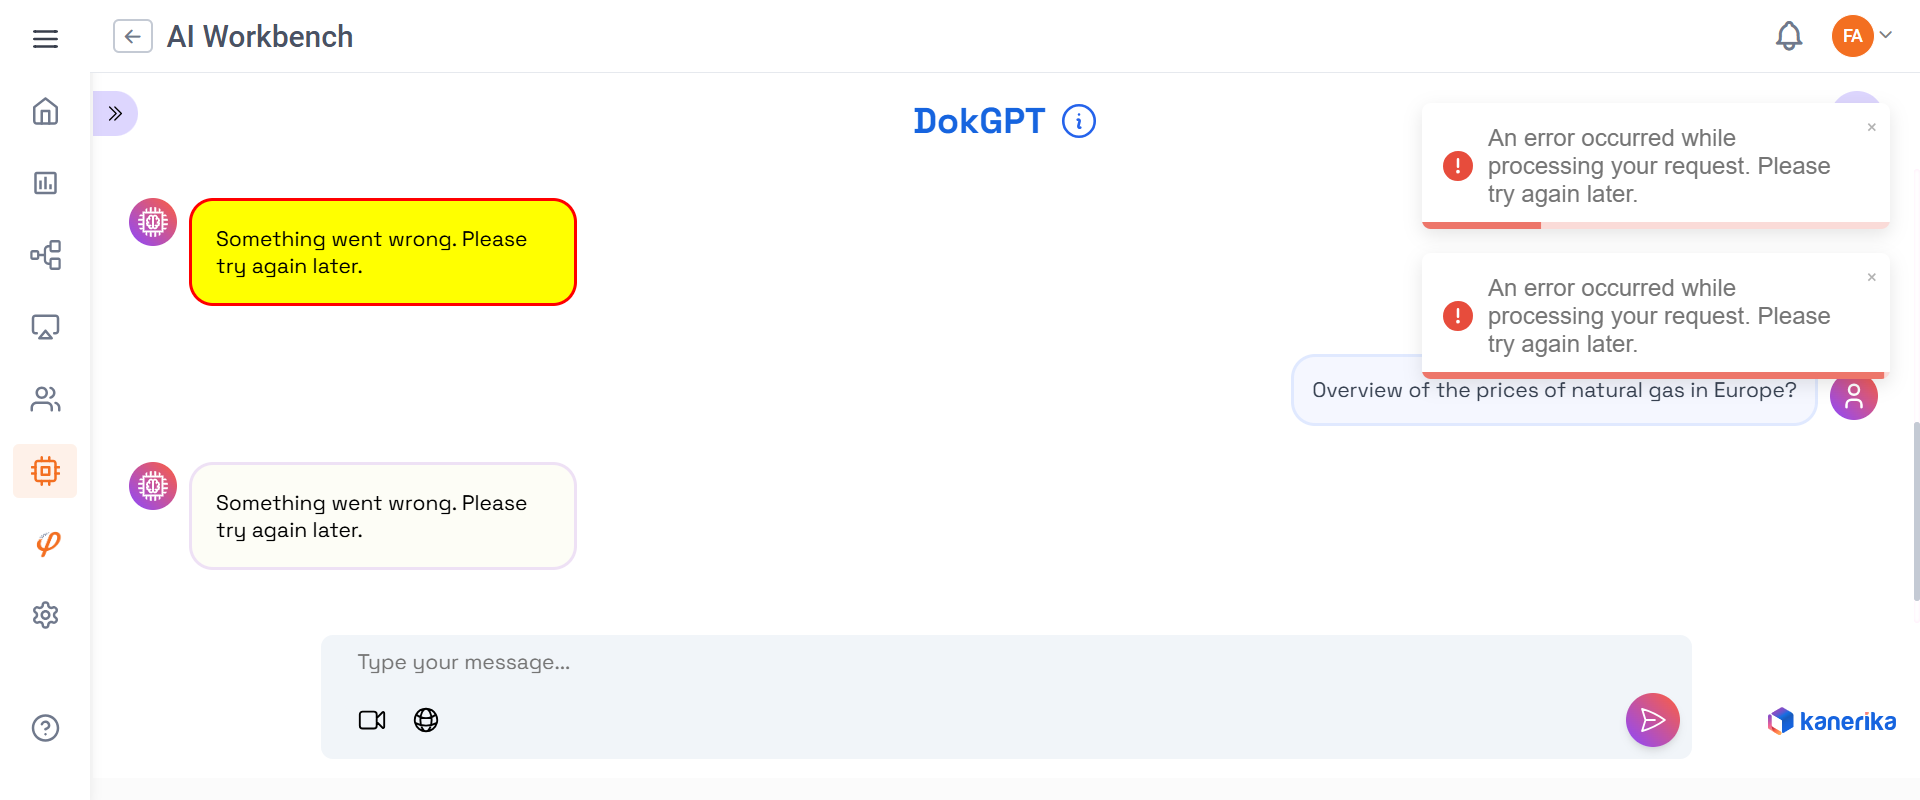 AI Workbench
FA
DokGPT
An error occurred while
processing your request. Please
try again later.
Something went wrong. Please
try again later.
An error occurred while
processing your request. Please
try again later.
Overview of the prices of natural gas in Europe?
Something went wrong. Please
try again later.
Type your message...
kanerika